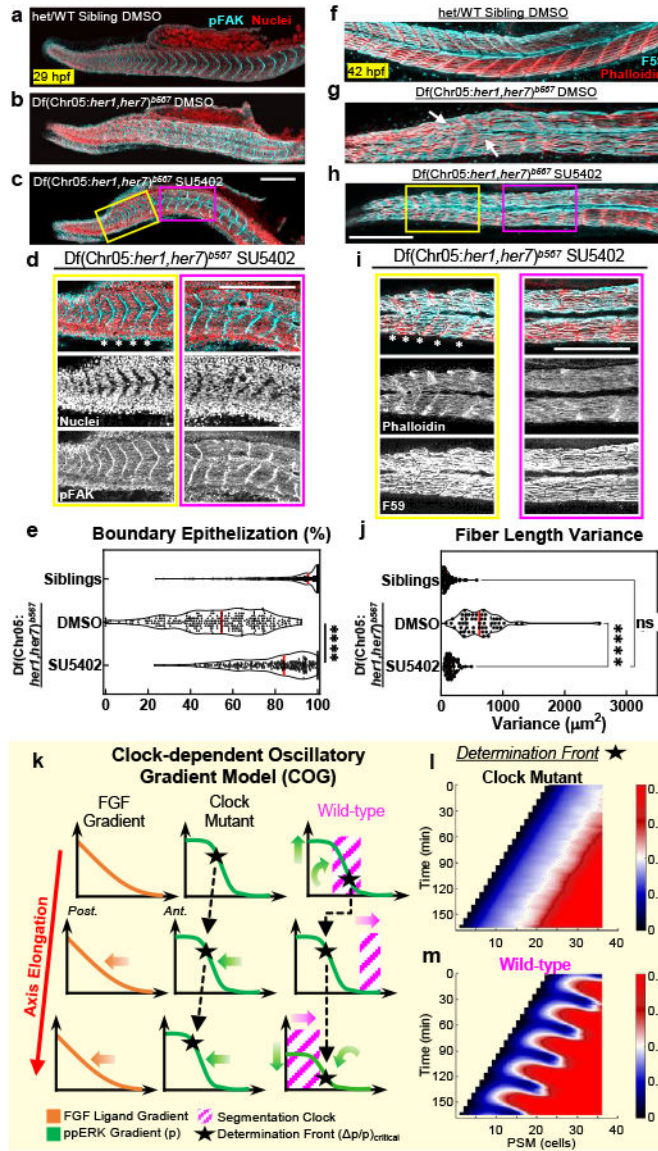 a
het/WT Sibling DMSO
pFAK Nuclei
29 hpf
b
Df(Chr05:her1,her7)b567 DMSO
c
Df(Chr05:her1,her7)b567 SU5402
d
Df(Chr05:her1,her7)b567 SU5402
* * * *
Nuclei
pFAK
e
Boundary Epithelization (%)
Siblings
DMSO
SU5402
Df(Chr05:
her1,her7)b567
****
0 20 40 60 80 100
f
het/WT Sibling DMSO
F59
Phalloidin
42 hpf
g
Df(Chr05:her1,her7)b567 DMSO
h
Df(Chr05:her1,her7)b567 SU5402
i
Df(Chr05:her1,her7)b567 SU5402
* * * * *
Phalloidin
F59
j
Fiber Length Variance
Siblings
DMSO
SU5402
Df(Chr05:
her1,her7)b567
****
ns
0 1000 2000 3000
Variance (µm2)
k
Clock-dependent Oscillatory
Gradient Model (COG)
FGF
Gradient
Clock
Mutant
Wild-type
Post.
Ant.
Axis Elongation
FGF Ligand Gradient
Segmentation Clock
ppERK Gradient (p)
Determination Front (Δp/p)critical
Determination Front
l
Clock Mutant
Time (min)
0
30
60
90
120
150
0 10 20 30 40
m
Wild-type
Time (min)
0
30
60
90
120
150
0 10 20 30 40
PSM (cells)